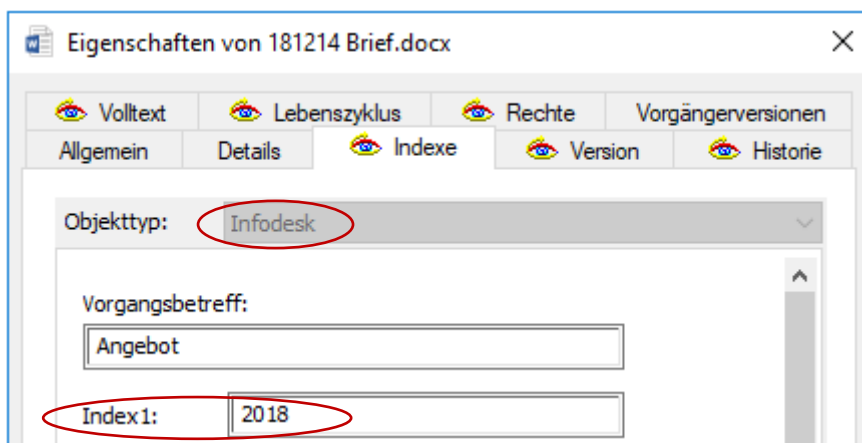 Eigenschaften von 181214 Brief.docx
Volltext Lebenszyklus Rechte Vorgängerversionen
Allgemein Details Indexe Version Historie
Objekttyp: Infodesk
Vorgangsbetreff:
Angebot
Index1: 2018